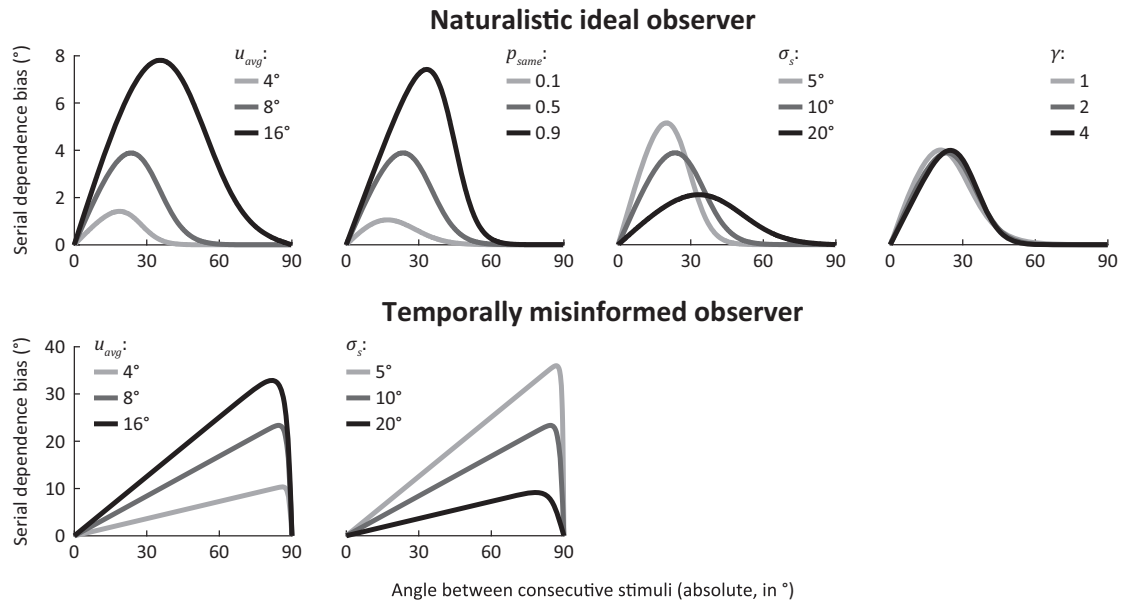 Naturalistic ideal observer
Serial dependence bias (°)
8
6
4
2
0
0 30 60 90
u_avg:
4°
8°
16°
0 30 60 90
p_same:
0.1
0.5
0.9
0 30 60 90
σ_s:
5°
10°
20°
0 30 60 90
γ:
1
2
4
Temporally misinformed observer
Serial dependence bias (°)
40
30
20
10
0
0 30 60 90
u_avg:
4°
8°
16°
0 30 60 90
σ_s:
5°
10°
20°
Angle between consecutive stimuli (absolute, in °)